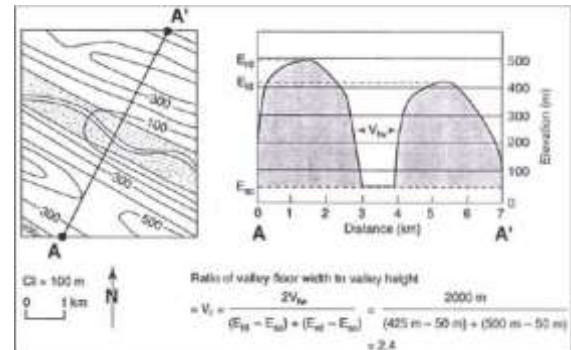 A'
300
100
300
300
500
A
CI = 100 m
0 1 km
N
E
E
E
V
500
400
300
200
100
0
Elevation (m)
0 1 2 3 4 5 6 7
A Distance (km) A'
Ratio of valley floor width to valley height
= V = 2V / (E - E) + (E - E) = 2000 m / (425 m – 50 m) + (500 m – 50 m)
= 2.4